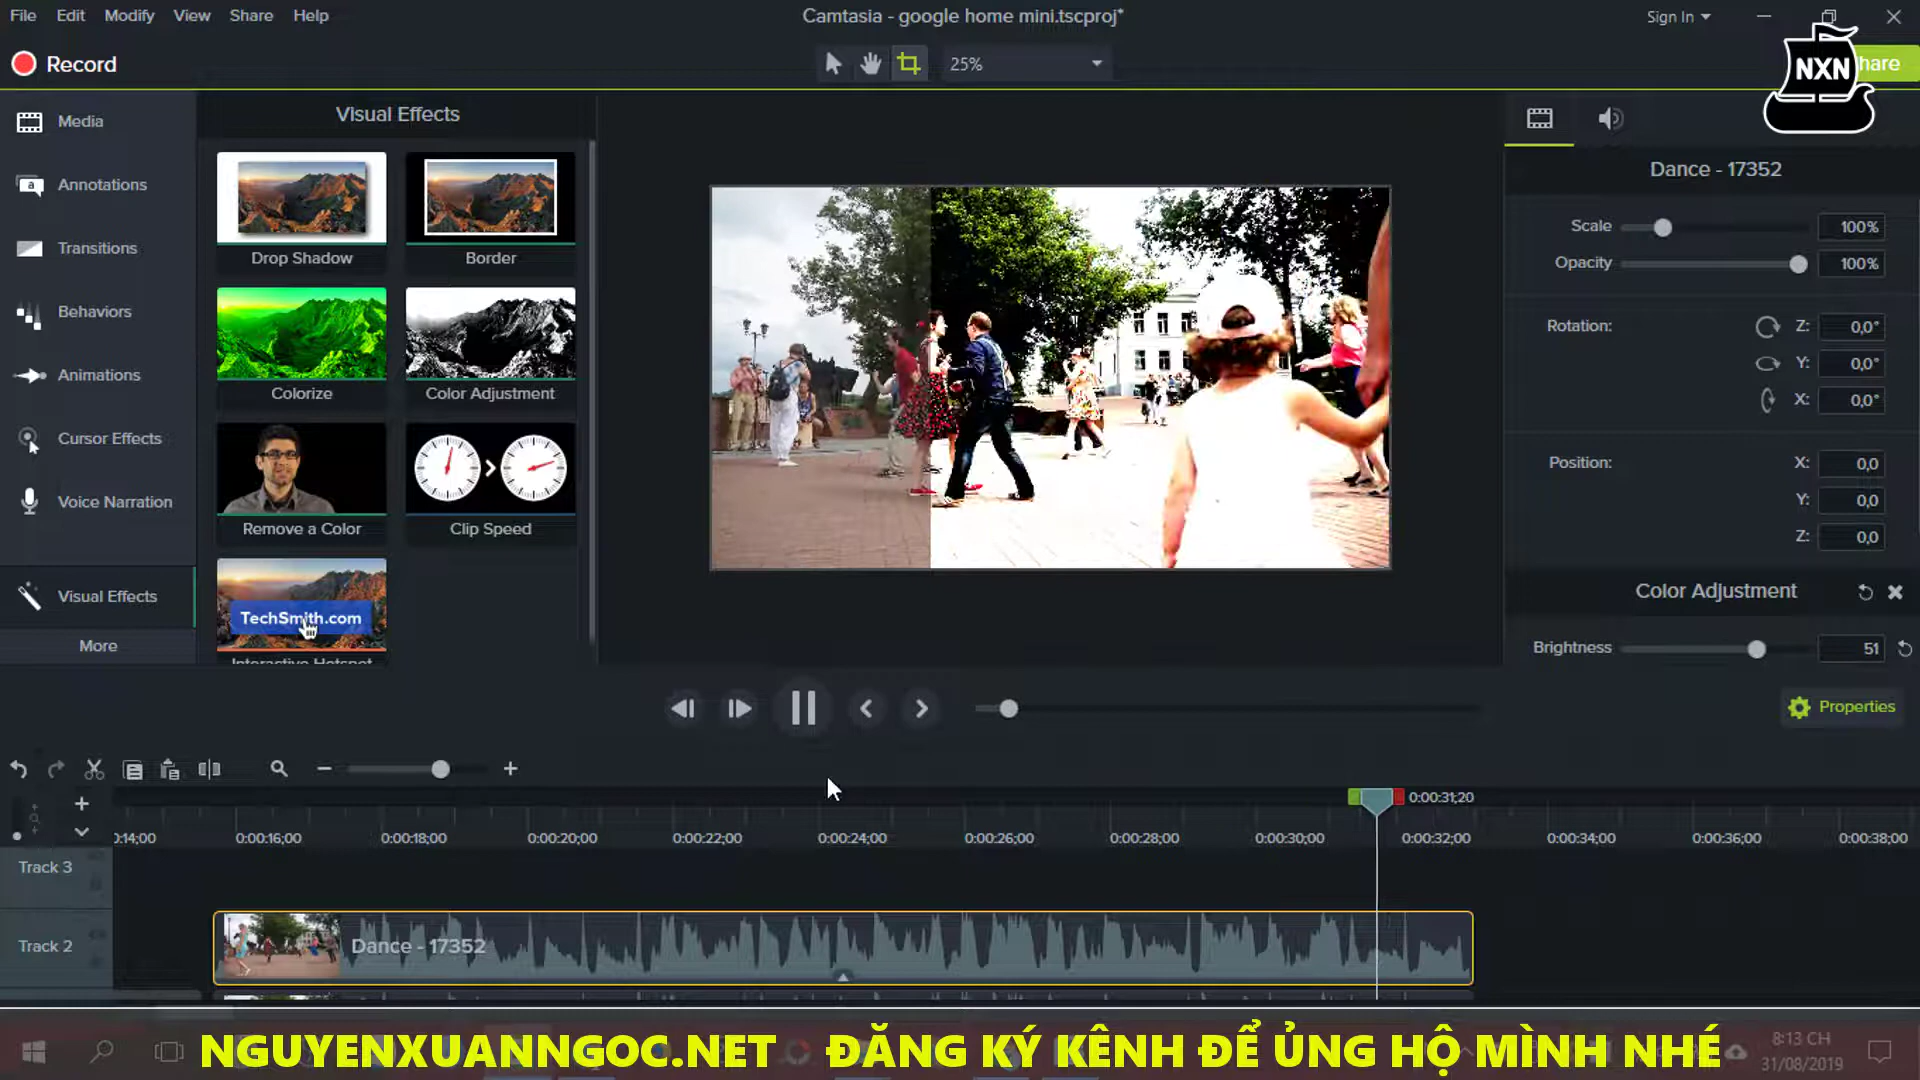 File Edit Modify View Share Help
Camtasia - google home mini.tscproj*
Sign In
Record
25%
NXN
hare
Media
Annotations
Transitions
Behaviors
Animations
Cursor Effects
Voice Narration
Visual Effects
More
Visual Effects
Drop Shadow
Border
Colorize
Color Adjustment
Remove a Color
Clip Speed
TechSmith.com
Interactive Hotspot
Dance - 17352
Scale 100%
Opacity 100%
Rotation: Z: 0,0°
Y: 0,0°
X: 0,0°
Position: X: 0,0
Y: 0,0
Z: 0,0
Color Adjustment
Brightness 51
Properties
0:00:31;20
0:14;00 0:00:16;00 0:00:18;00 0:00:20;00 0:00:22;00 0:00:24;00 0:00:26;00 0:00:28;00 0:00:30;00 0:00:32;00 0:00:34;00 0:00:36;00 0:00:38;00
Track 3
Track 2
Dance - 17352
NGUYENXUANNGOC.NET ĐĂNG KÝ KÊNH ĐỂ ỦNG HỘ MÌNH NHÉ
8:13 CH
31/08/2019